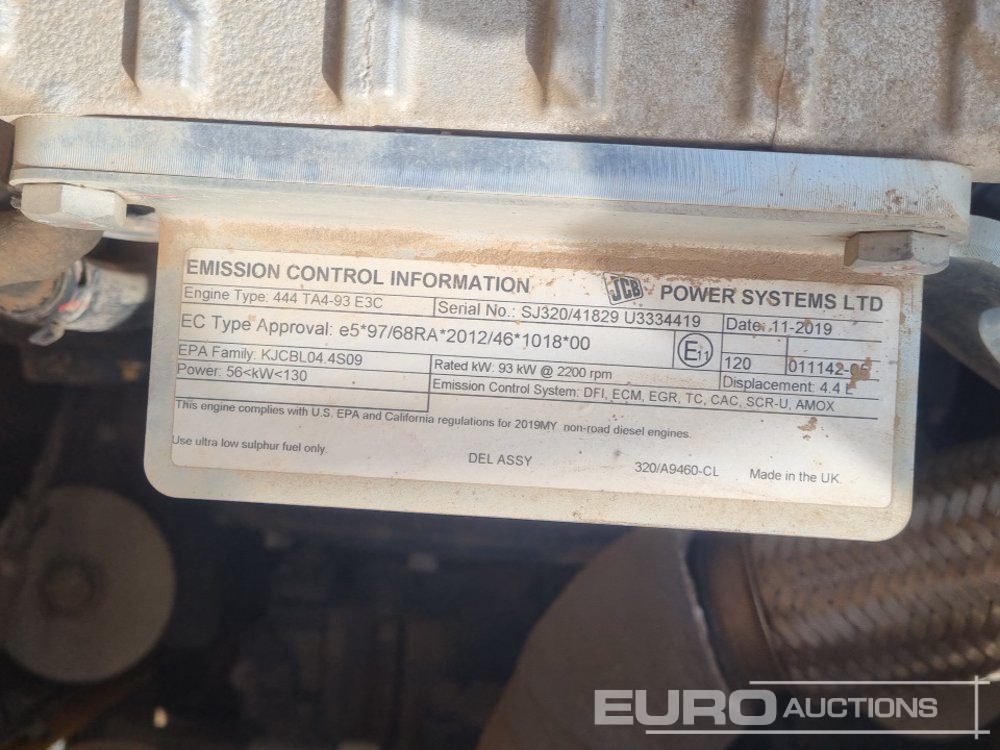 EMISSION CONTROL INFORMATION JCB POWER SYSTEMS LTD
Engine Type: 444 TA4-93 E3C Serial No.: SJ320/41829 U3334419 Date: 11-2019
EC Type Approval: e5*97/68RA*2012/46*1018*00 E11
120 011142-05
EPA Family: KJCBL04.4S09 Rated kW: 93 kW @ 2200 rpm Displacement: 4.4 L
Power: 56<kW<130 Emission Control System: DFI, ECM, EGR, TC, CAC, SCR-U, AMOX
This engine complies with U.S. EPA and California regulations for 2019MY non-road diesel engines.
Use ultra low sulphur fuel only. DEL ASSY 320/A9460-CL Made in the UK
EURO AUCTIONS